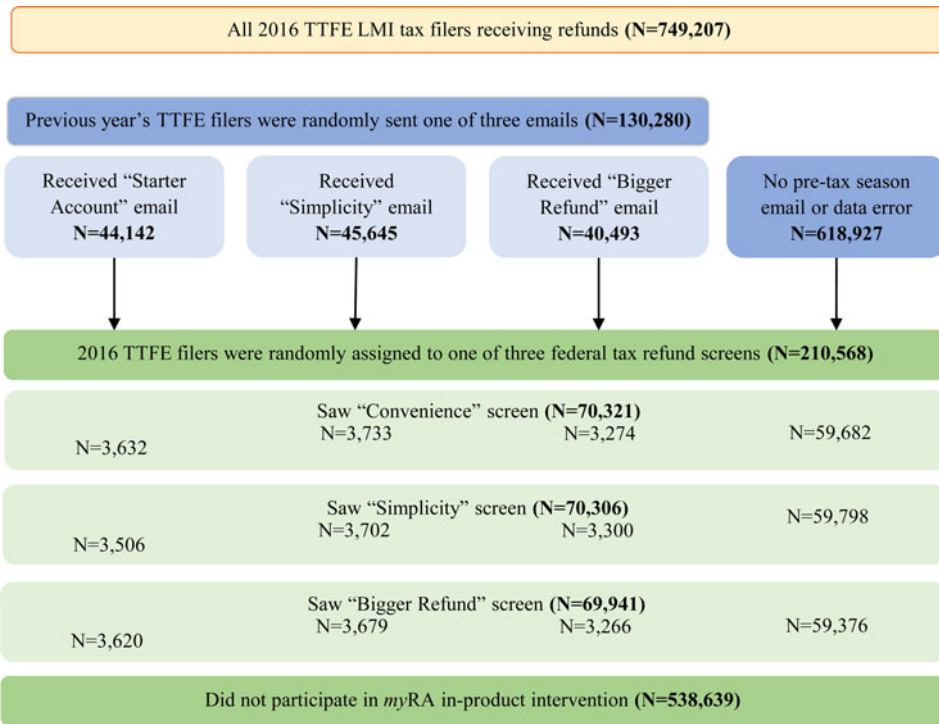 All 2016 TTFE LMI tax filers receiving refunds (N=749,207)
Previous year's TTFE filers were randomly sent one of three emails (N=130,280)
Received “Starter
Account” email
N=44,142
Received
“Simplicity” email
N=45,645
Received “Bigger
Refund” email
N=40,493
No pre-tax season
email or data error
N=618,927
2016 TTFE filers were randomly assigned to one of three federal tax refund screens (N=210,568)
Saw “Convenience” screen (N=70,321)
N=3,632
N=3,733
N=3,274
N=59,682
Saw “Simplicity” screen (N=70,306)
N=3,506
N=3,702
N=3,300
N=59,798
Saw “Bigger Refund” screen (N=69,941)
N=3,620
N=3,679
N=3,266
N=59,376
Did not participate in myRA in-product intervention (N=538,639)